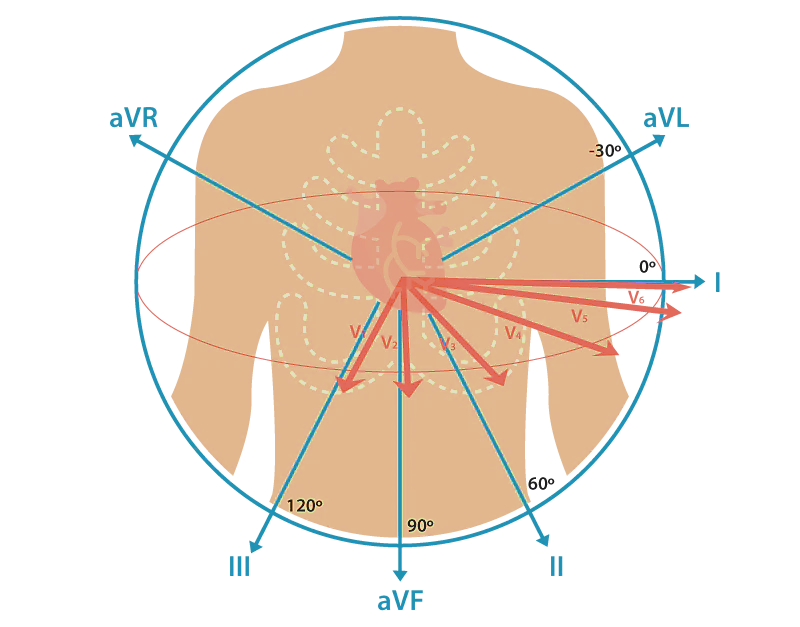 aVR
aVL
-30º
0º
I
V₆
V₅
V₁
V₂
V₃
V₄
60º
120º
90º
III
II
aVF